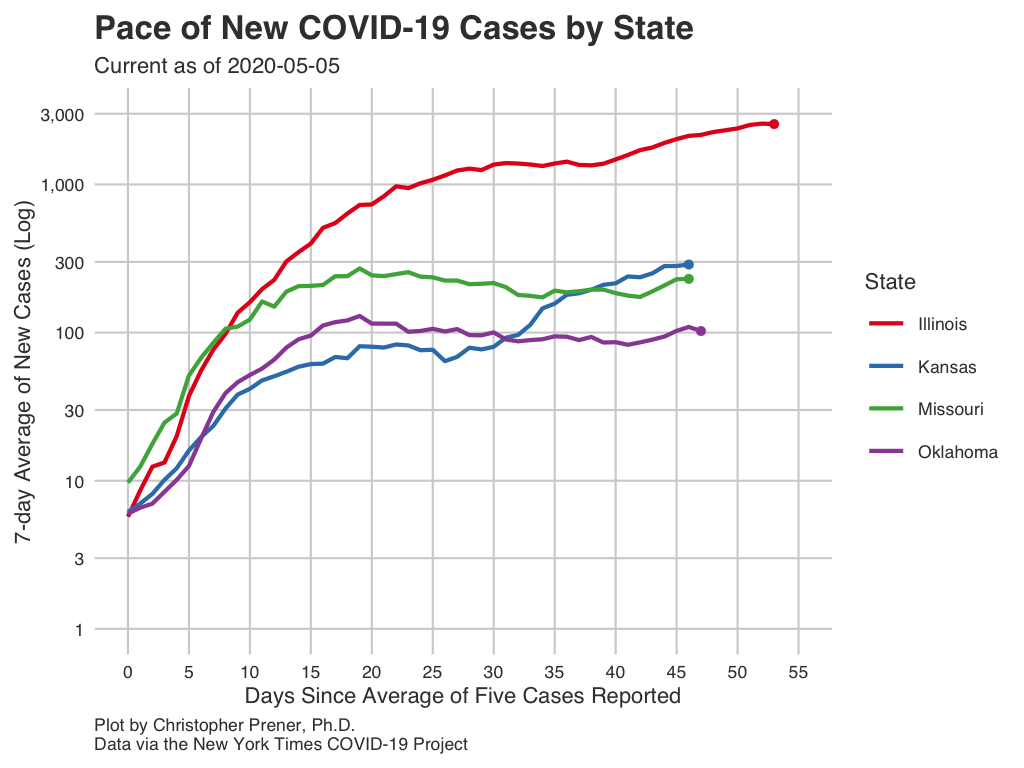 Pace of New COVID-19 Cases by State
Current as of 2020-05-05
7-day Average of New Cases (Log)
3,000
1,000
300
100
30
10
3
1
0 5 10 15 20 25 30 35 40 45 50 55
Days Since Average of Five Cases Reported
State
Illinois
Kansas
Missouri
Oklahoma
Plot by Christopher Prener, Ph.D.
Data via the New York Times COVID-19 Project